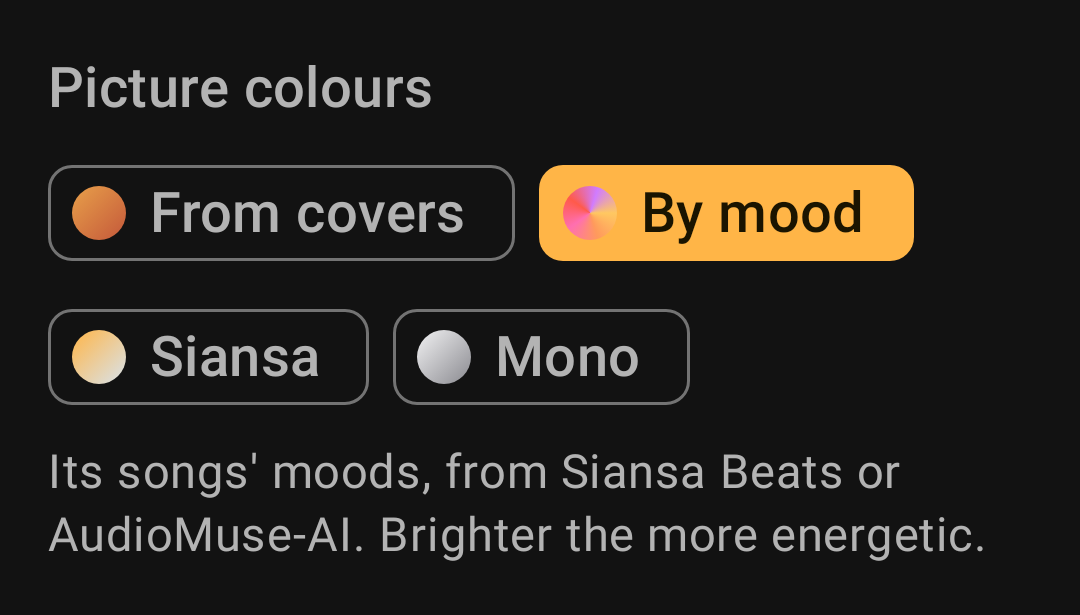 Picture colours
From covers
By mood
Siansa
Mono
Its songs' moods, from Siansa Beats or
AudioMuse-AI. Brighter the more energetic.